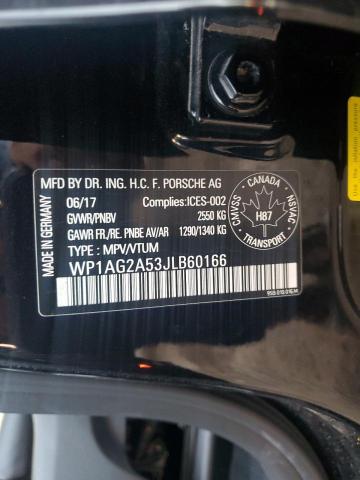 MADE IN GERMANY
MFD BY DR. ING. H.C. F. PORSCHE AG
06/17 Complies:ICES-002
GVWR/PNBV 2550 KG
GAWR FR./RE. PNBE AV/AR 1290/1340 KG
TYPE : MPV/VTUM
WP1AG2A53JLB60166
CANADA
CMVSS NSVAC
H87
TRANSPORT